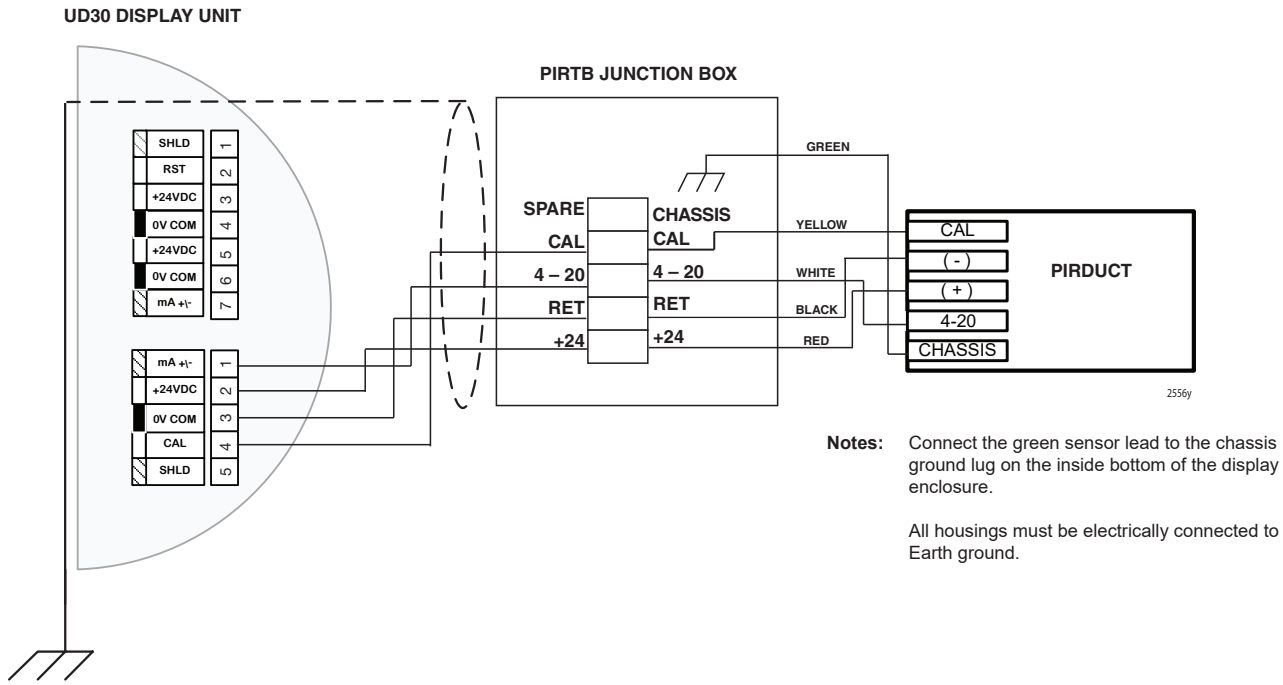 UD30 DISPLAY UNIT
PIRTB JUNCTION BOX
SHLD 1
RST 2
+24VDC 3
0V COM 4
+24VDC 5
0V COM 6
mA +\- 7
mA +\- 1
+24VDC 2
0V COM 3
CAL 4
SHLD 5
SPARE CHASSIS
CAL CAL
4 – 20 4 – 20
RET RET
+24 +24
GREEN
YELLOW
WHITE
BLACK
RED
CAL
( - )
( + )
4-20
CHASSIS
PIRDUCT
2556y
Notes: Connect the green sensor lead to the chassis
ground lug on the inside bottom of the display
enclosure.
All housings must be electrically connected to
Earth ground.